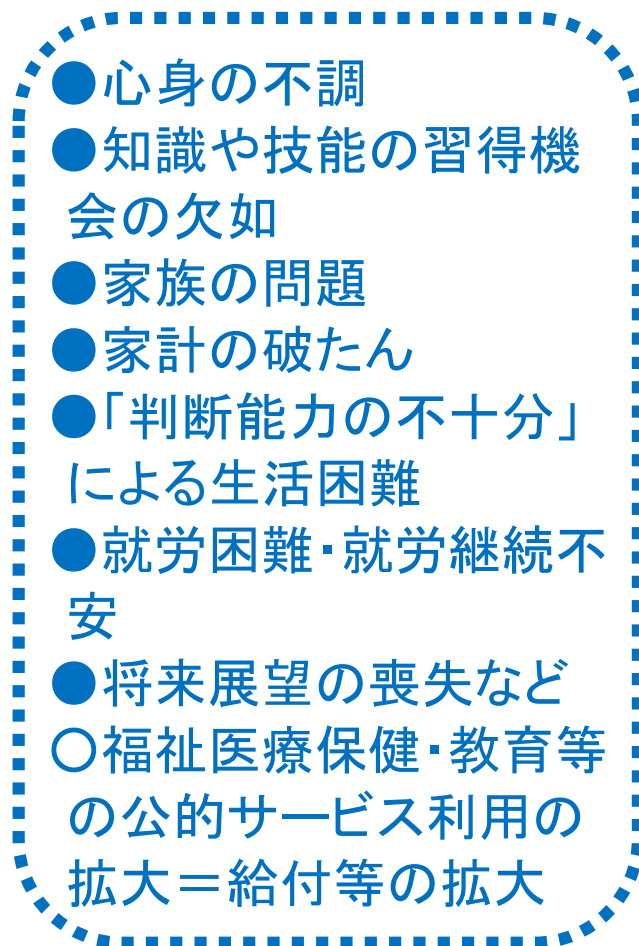 ●心身の不調
●知識や技能の習得機
会の欠如
●家族の問題
●家計の破たん
●「判断能力の不十分」
による生活困難
●就労困難・就労継続不
安
●将来展望の喪失など
○福祉医療保健・教育等
の公的サービス利用の
拡大＝給付等の拡大